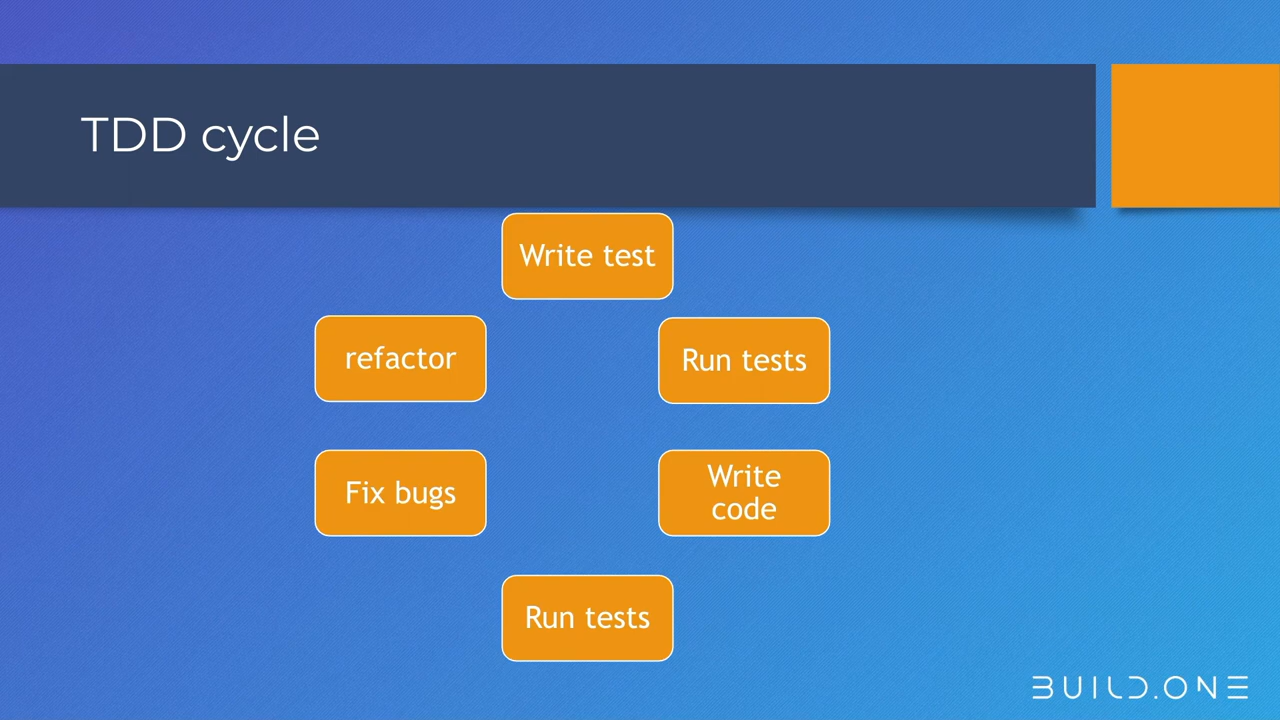 TDD cycle
Write test
refactor
Run tests
Fix bugs
Write
code
Run tests
BUILD.ONE